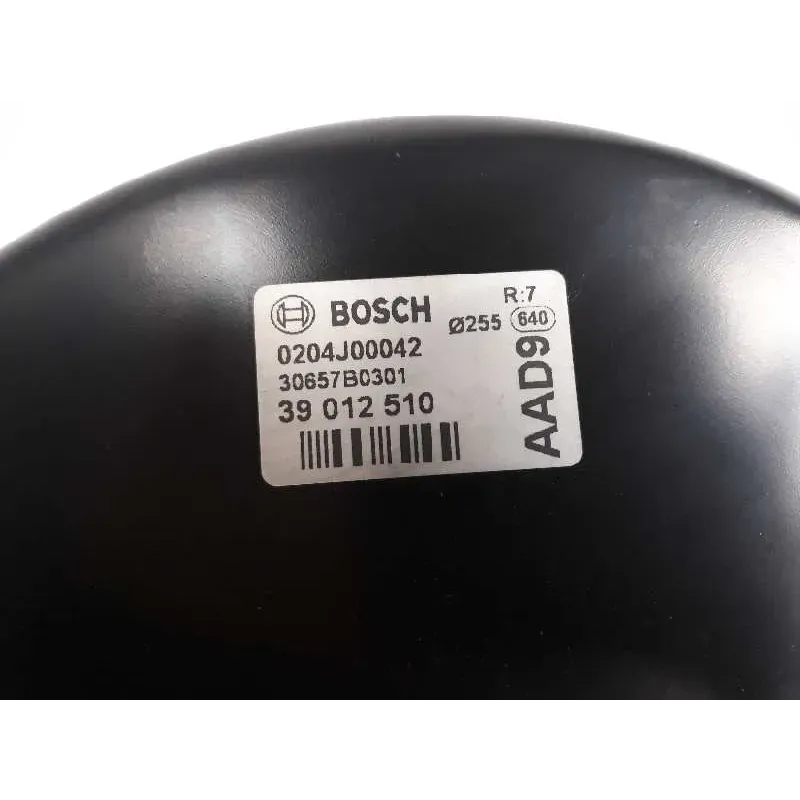 BOSCH
Ø255
R:7
640
0204J00042
30657B0301
39 012 510
AAD9